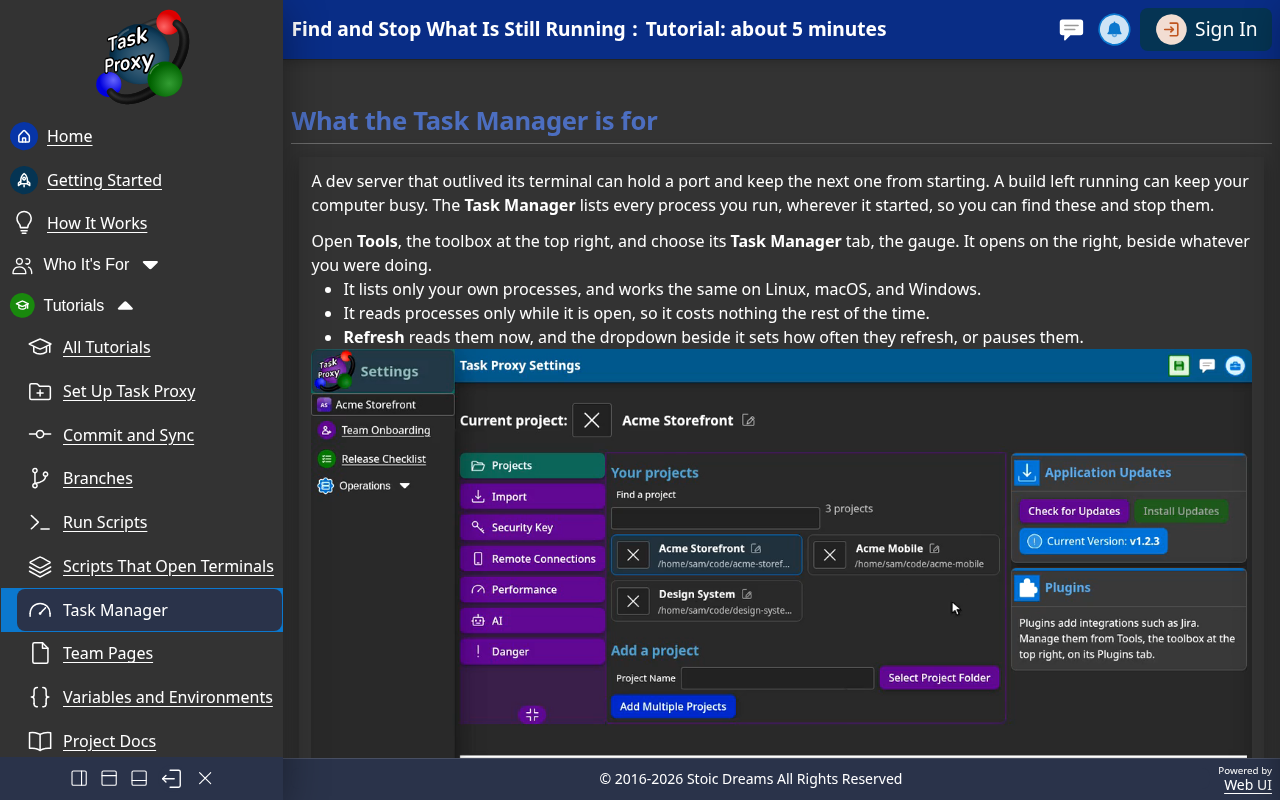 Task
Proxy
Home
Getting Started
How It Works
Who It's For
Tutorials
All Tutorials
Set Up Task Proxy
Commit and Sync
Branches
Run Scripts
Scripts That Open Terminals
Task Manager
Team Pages
Variables and Environments
Project Docs
Find and Stop What Is Still Running : Tutorial: about 5 minutes
Sign In
What the Task Manager is for
A dev server that outlived its terminal can hold a port and keep the next one from starting. A build left running can keep your
computer busy. The Task Manager lists every process you run, wherever it started, so you can find these and stop them.
Open Tools, the toolbox at the top right, and choose its Task Manager tab, the gauge. It opens on the right, beside whatever
you were doing.
It lists only your own processes, and works the same on Linux, macOS, and Windows.
It reads processes only while it is open, so it costs nothing the rest of the time.
Refresh reads them now, and the dropdown beside it sets how often they refresh, or pauses them.
Task
Proxy
Settings
AS Acme Storefront
Team Onboarding
Release Checklist
Operations
Task Proxy Settings
Current project: Acme Storefront
Projects
Import
Security Key
Remote Connections
Performance
AI
Danger
Your projects
Find a project
3 projects
Acme Storefront
/home/sam/code/acme-storef...
Acme Mobile
/home/sam/code/acme-mobile
Design System
/home/sam/code/design-syste...
Add a project
Project Name
Select Project Folder
Add Multiple Projects
Application Updates
Check for Updates
Install Updates
Current Version: v1.2.3
Plugins
Plugins add integrations such as Jira.
Manage them from Tools, the toolbox at the
top right, on its Plugins tab.
© 2016-2026 Stoic Dreams All Rights Reserved
Powered by
Web UI